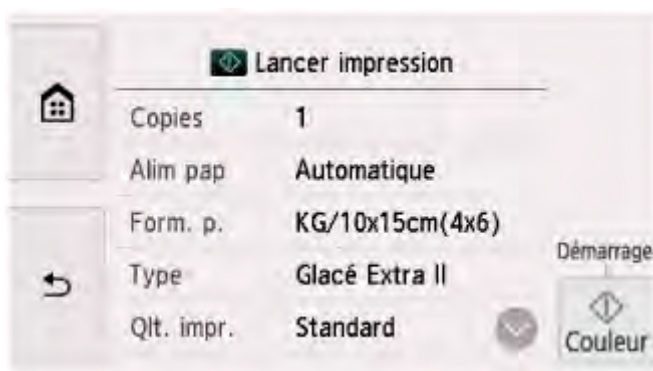 Lancer impression
Copies 1
Alim pap Automatique
Form. p. KG/10x15cm(4x6)
Type Glacé Extra II
Qlt. impr. Standard
Démarrage
Couleur